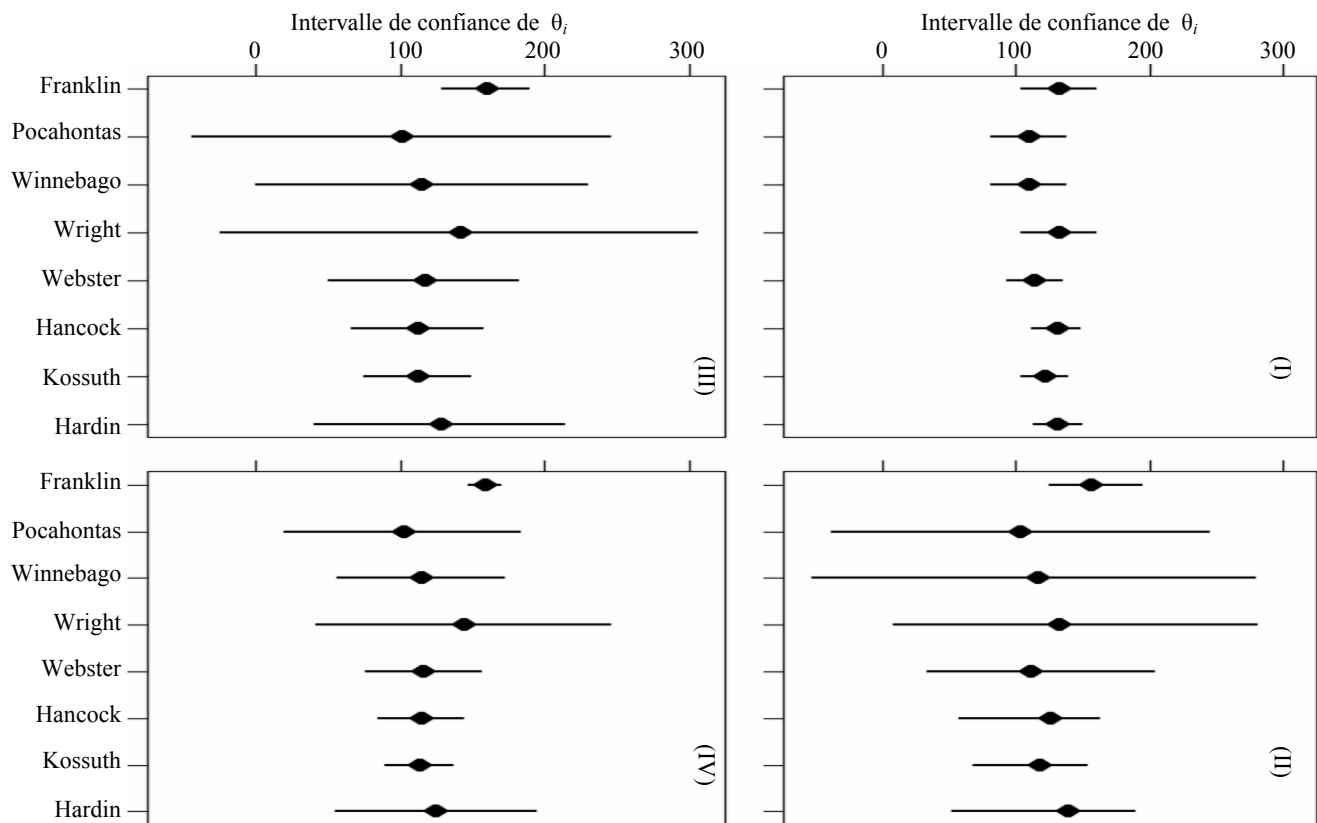 Intervalle de confiance de θi
0 100 200 300
Franklin
Pocahontas
Winnebago
Wright
Webster
Hancock
Kossuth
Hardin
(III)
Intervalle de confiance de θi
0 100 200 300
(I)
Franklin
Pocahontas
Winnebago
Wright
Webster
Hancock
Kossuth
Hardin
(IV)
(II)